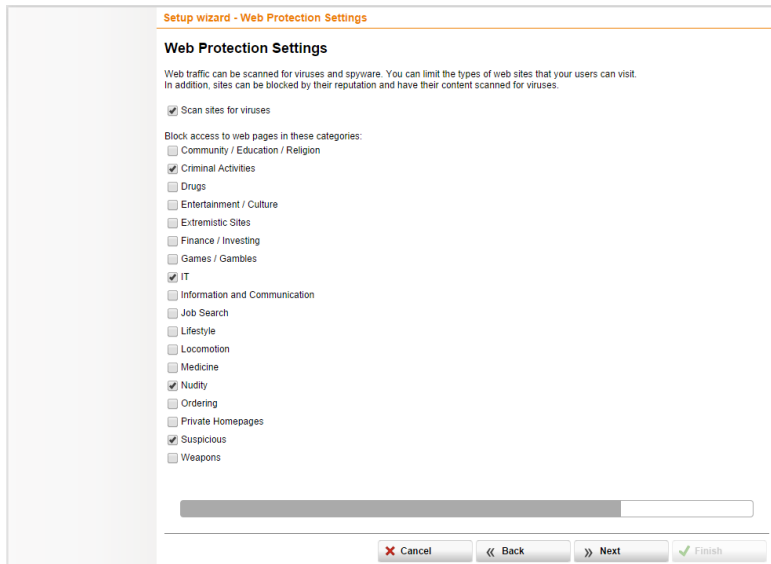 Setup wizard - Web Protection Settings
Web Protection Settings
Web traffic can be scanned for viruses and spyware. You can limit the types of web sites that your users can visit.
In addition, sites can be blocked by their reputation and have their content scanned for viruses.
Scan sites for viruses
Block access to web pages in these categories:
Community / Education / Religion
Criminal Activities
Drugs
Entertainment / Culture
Extremistic Sites
Finance / Investing
Games / Gambles
IT
Information and Communication
Job Search
Lifestyle
Locomotion
Medicine
Nudity
Ordering
Private Homepages
Suspicious
Weapons
Cancel
Back
Next
Finish